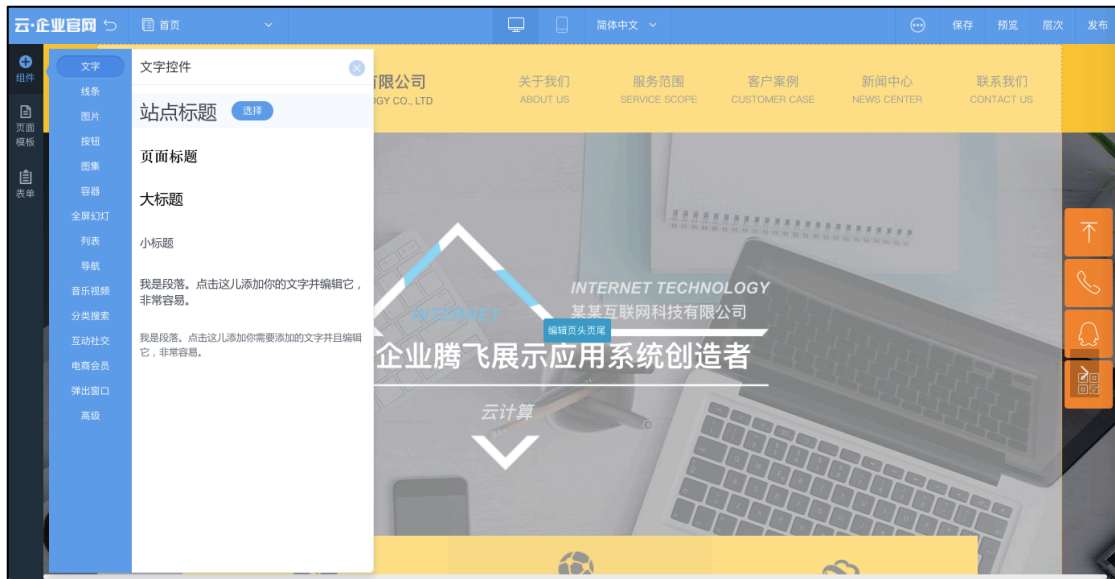 云·企业官网
首页
简体中文
保存
预览
层次
发布
组件
页面
模板
表单
文字
线条
图片
按钮
图集
容器
全屏幻灯
列表
导航
音乐视频
分类搜索
互动社交
电商会员
弹出窗口
高级
文字控件
站点标题
选择
页面标题
大标题
小标题
我是段落。点击这儿添加你的文字并编辑它，
非常容易。
我是段落。点击这儿添加你需要添加的文字并且编辑
它，非常容易。
限公司
GY CO., LTD
关于我们
ABOUT US
服务范围
SERVICE SCOPE
客户案例
CUSTOMER CASE
新闻中心
NEWS CENTER
联系我们
CONTACT US
INTERNET TECHNOLOGY
INTERNET
某某互联网科技有限公司
编辑页头页尾
企业腾飞展示应用系统创造者
云计算